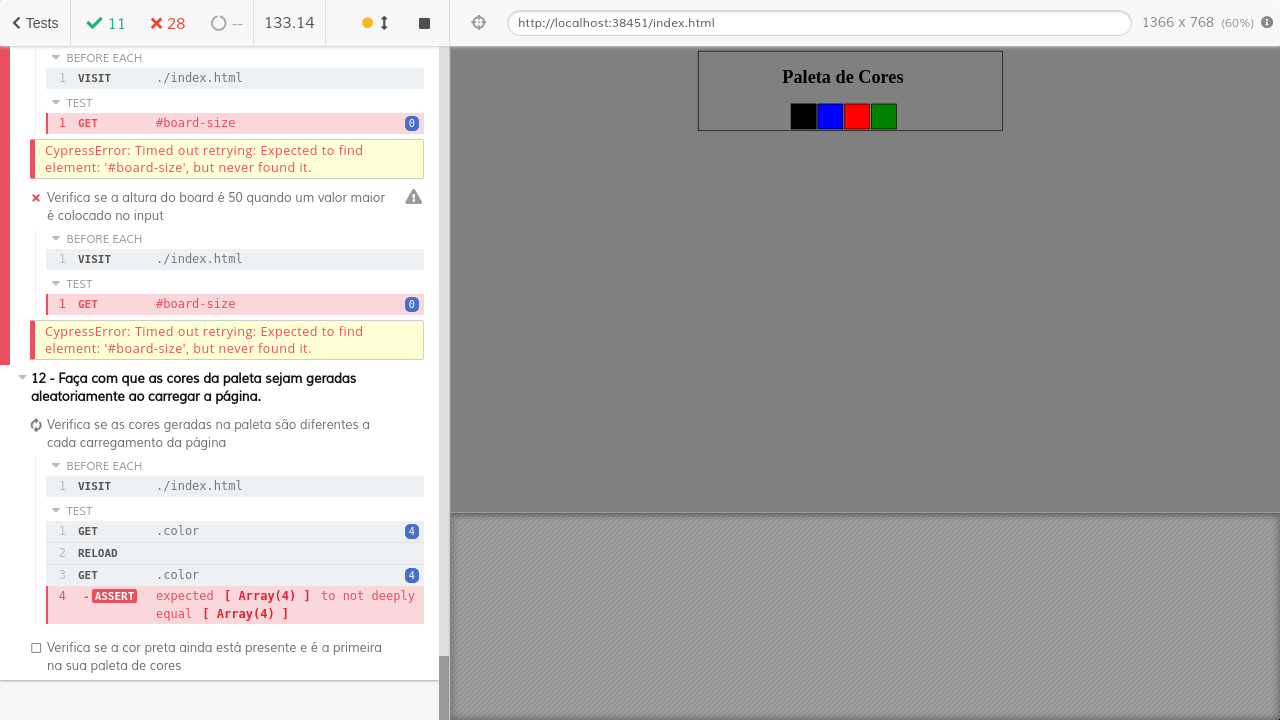 Tests 11 28 -- 133.14 http://localhost:38451/index.html 1366 x 768 (60%)
BEFORE EACH
1 VISIT ./index.html
TEST
1 GET #board-size 0
CypressError: Timed out retrying: Expected to find
element: '#board-size', but never found it.
Verifica se a altura do board é 50 quando um valor maior
é colocado no input
BEFORE EACH
1 VISIT ./index.html
TEST
1 GET #board-size 0
CypressError: Timed out retrying: Expected to find
element: '#board-size', but never found it.
12 - Faça com que as cores da paleta sejam geradas
aleatoriamente ao carregar a página.
Verifica se as cores geradas na paleta são diferentes a
cada carregamento da página
BEFORE EACH
1 VISIT ./index.html
TEST
1 GET .color 4
2 RELOAD
3 GET .color 4
4 -ASSERT expected [ Array(4) ] to not deeply
equal [ Array(4) ]
Verifica se a cor preta ainda está presente e é a primeira
na sua paleta de cores
Paleta de Cores